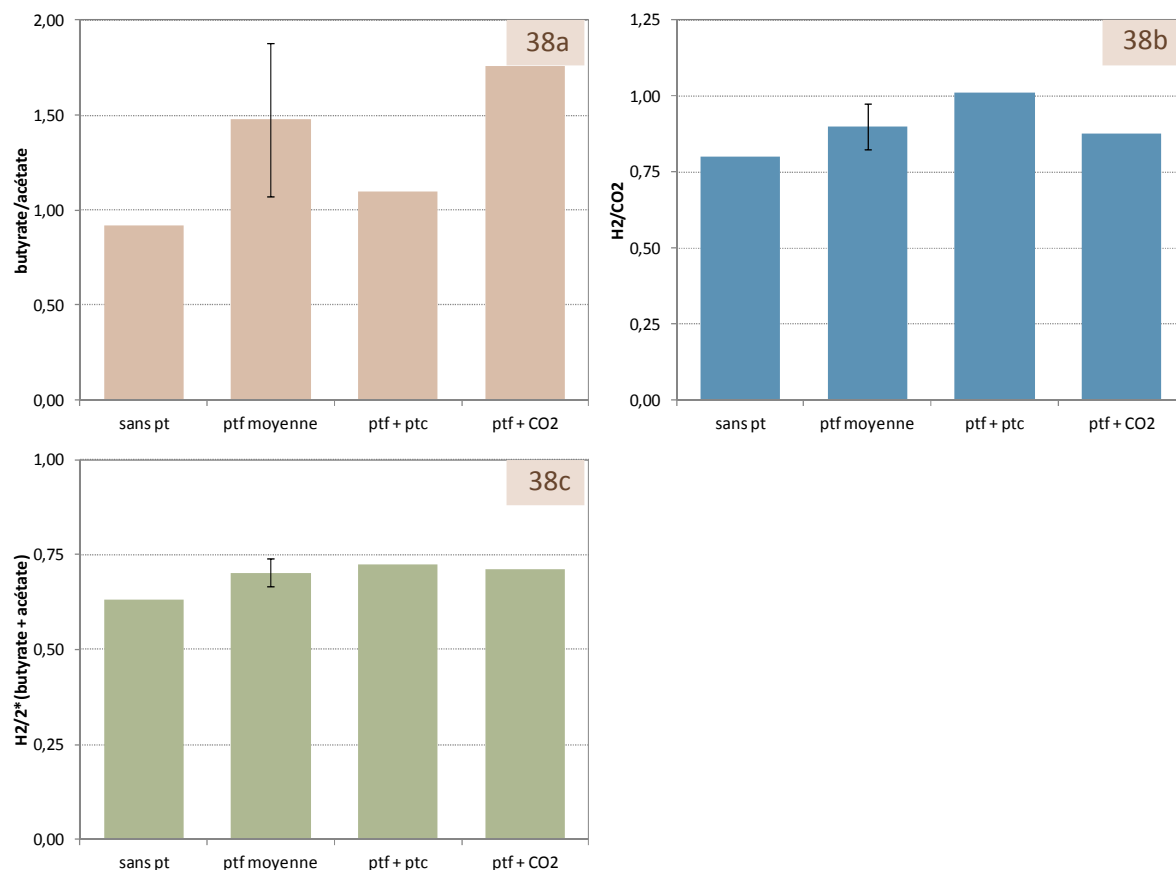 38a
butyrate/acétate
2,00
1,50
1,00
0,50
0,00
sans pt
ptf moyenne
ptf + ptc
ptf + CO2
38b
H2/CO2
1,25
1,00
0,75
0,50
0,25
0,00
sans pt
ptf moyenne
ptf + ptc
ptf + CO2
38c
H2/2*(butyrate + acétate)
1,00
0,75
0,50
0,25
0,00
sans pt
ptf moyenne
ptf + ptc
ptf + CO2